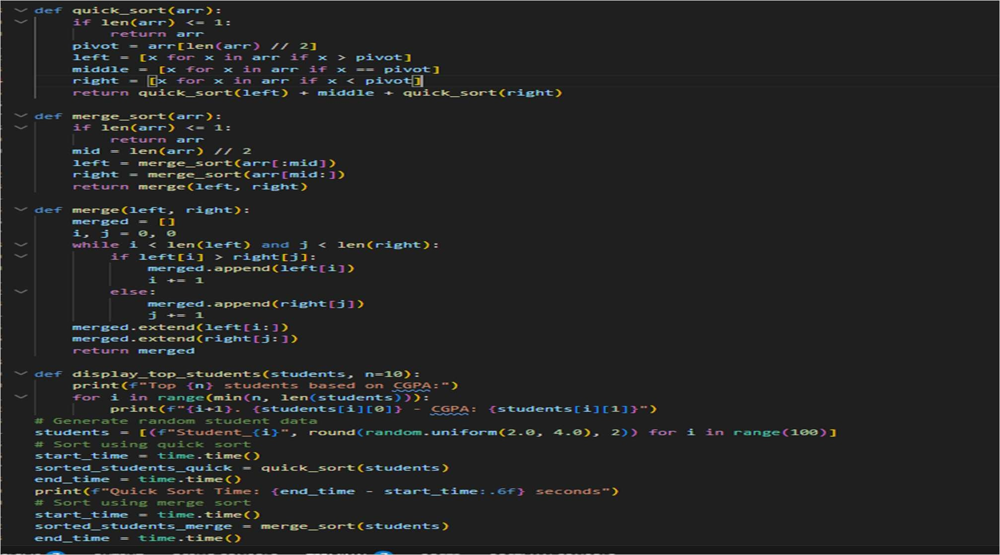 def quick_sort(arr):
    if len(arr) <= 1:
        return arr
    pivot = arr[len(arr) // 2]
    left = [x for x in arr if x > pivot]
    middle = [x for x in arr if x == pivot]
    right = [x for x in arr if x < pivot]
    return quick_sort(left) + middle + quick_sort(right)

def merge_sort(arr):
    if len(arr) <= 1:
        return arr
    mid = len(arr) // 2
    left = merge_sort(arr[:mid])
    right = merge_sort(arr[mid:])
    return merge(left, right)

def merge(left, right):
    merged = []
    i, j = 0, 0
    while i < len(left) and j < len(right):
        if left[i] > right[j]:
            merged.append(left[i])
            i += 1
        else:
            merged.append(right[j])
            j += 1
    merged.extend(left[i:])
    merged.extend(right[j:])
    return merged

def display_top_students(students, n=10):
    print(f"Top {n} students based on CGPA:")
    for i in range(min(n, len(students))):
        print(f"{i+1}. {students[i][0]} - CGPA: {students[i][1]}")
# Generate random student data
students = [(f"Student_{i}", round(random.uniform(2.0, 4.0), 2)) for i in range(100)]
# Sort using quick sort
start_time = time.time()
sorted_students_quick = quick_sort(students)
end_time = time.time()
print(f"Quick Sort Time: {end_time - start_time:.6f} seconds")
# Sort using merge sort
start_time = time.time()
sorted_students_merge = merge_sort(students)
end_time = time.time()